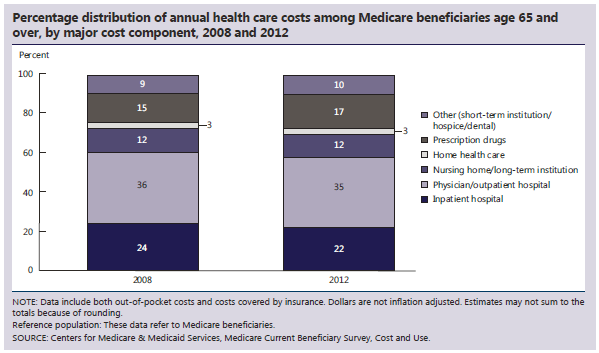 Percentage distribution of annual health care costs among Medicare beneficiaries age 65 and
over, by major cost component, 2008 and 2012
Percent
100
80
60
40
20
0
9
15
3
12
36
24
2008
10
17
3
12
35
22
2012
Other (short-term institution/
hospice/dental)
Prescription drugs
Home health care
Nursing home/long-term institution
Physician/outpatient hospital
Inpatient hospital
NOTE: Data include both out-of-pocket costs and costs covered by insurance. Dollars are not inflation adjusted. Estimates may not sum to the
totals because of rounding.
Reference population: These data refer to Medicare beneficiaries.
SOURCE: Centers for Medicare & Medicaid Services, Medicare Current Beneficiary Survey, Cost and Use.